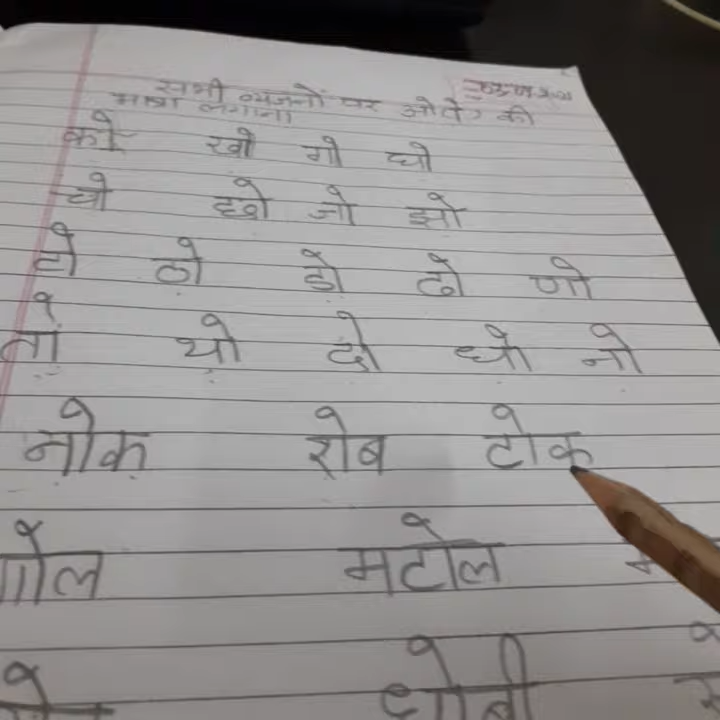 सभी व्यंजनों पर ओ की
मात्रा लगाना
को खो गो घो
चो छो जो झो
टो ठो डो ढो णो
तो थो दो धो नो
नोक रोब टोक
गोल मटोल
धोबी